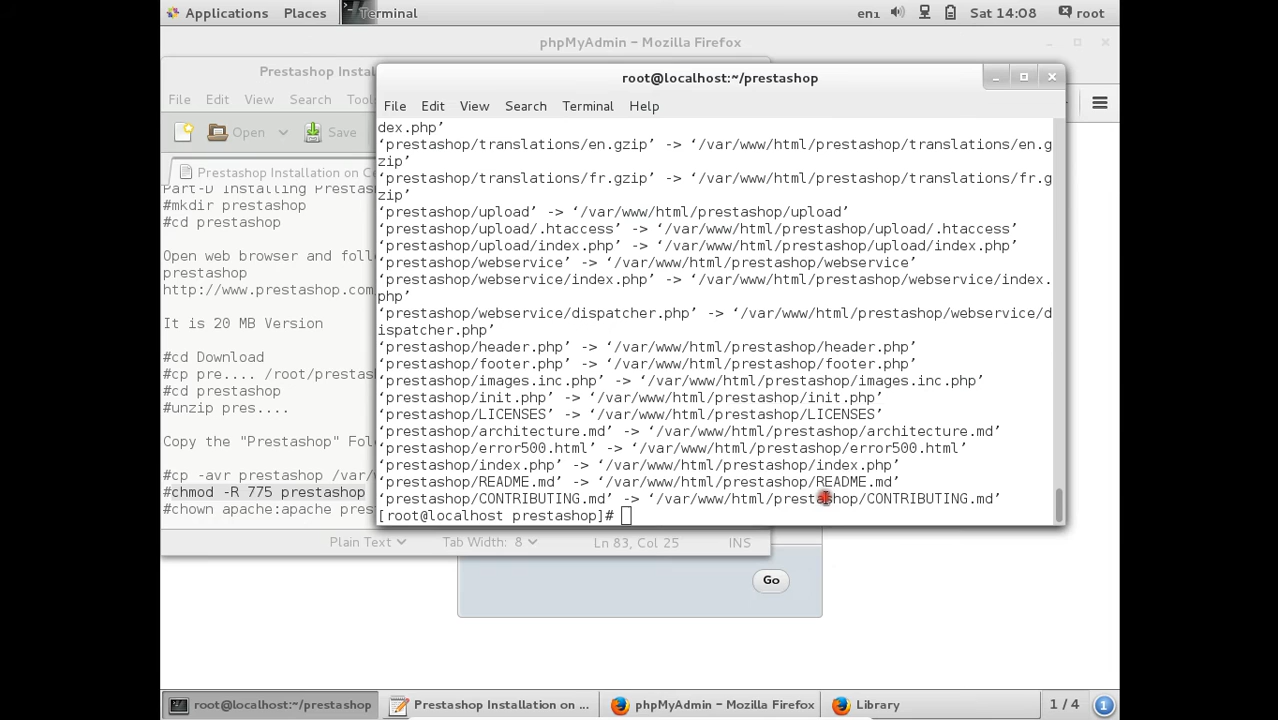 Applications Places Terminal en1 Sat 14:08 root
phpMyAdmin - Mozilla Firefox
Prestashop Instal
root@localhost:~/prestashop
File Edit View Search Tool
File Edit View Search Terminal Help
Open Save
Prestashop Installation on Ce
Part-D Installing Prestas
#mkdir prestashop
#cd prestashop
Open web browser and follo
prestashop
http://www.prestashop.com
It is 20 MB Version
#cd Download
#cp pre.... /root/prestas
#cd prestashop
#unzip pres....
Copy the "Prestashop" Fol
#cp -avr prestashop /var/w
#chmod -R 775 prestashop
#chown apache:apache pres
Plain Text Tab Width: 8 Ln 83, Col 25 INS
dex.php’
‘prestashop/translations/en.gzip’ -> ‘/var/www/html/prestashop/translations/en.g
zip’
‘prestashop/translations/fr.gzip’ -> ‘/var/www/html/prestashop/translations/fr.g
zip’
‘prestashop/upload’ -> ‘/var/www/html/prestashop/upload’
‘prestashop/upload/.htaccess’ -> ‘/var/www/html/prestashop/upload/.htaccess’
‘prestashop/upload/index.php’ -> ‘/var/www/html/prestashop/upload/index.php’
‘prestashop/webservice’ -> ‘/var/www/html/prestashop/webservice’
‘prestashop/webservice/index.php’ -> ‘/var/www/html/prestashop/webservice/index.
php’
‘prestashop/webservice/dispatcher.php’ -> ‘/var/www/html/prestashop/webservice/d
ispatcher.php’
‘prestashop/header.php’ -> ‘/var/www/html/prestashop/header.php’
‘prestashop/footer.php’ -> ‘/var/www/html/prestashop/footer.php’
‘prestashop/images.inc.php’ -> ‘/var/www/html/prestashop/images.inc.php’
‘prestashop/init.php’ -> ‘/var/www/html/prestashop/init.php’
‘prestashop/LICENSES’ -> ‘/var/www/html/prestashop/LICENSES’
‘prestashop/architecture.md’ -> ‘/var/www/html/prestashop/architecture.md’
‘prestashop/error500.html’ -> ‘/var/www/html/prestashop/error500.html’
‘prestashop/index.php’ -> ‘/var/www/html/prestashop/index.php’
‘prestashop/README.md’ -> ‘/var/www/html/prestashop/README.md’
‘prestashop/CONTRIBUTING.md’ -> ‘/var/www/html/prestashop/CONTRIBUTING.md’
[root@localhost prestashop]#
Go
root@localhost:~/prestashop Prestashop Installation on ... phpMyAdmin - Mozilla Firefox Library 1 / 4 1